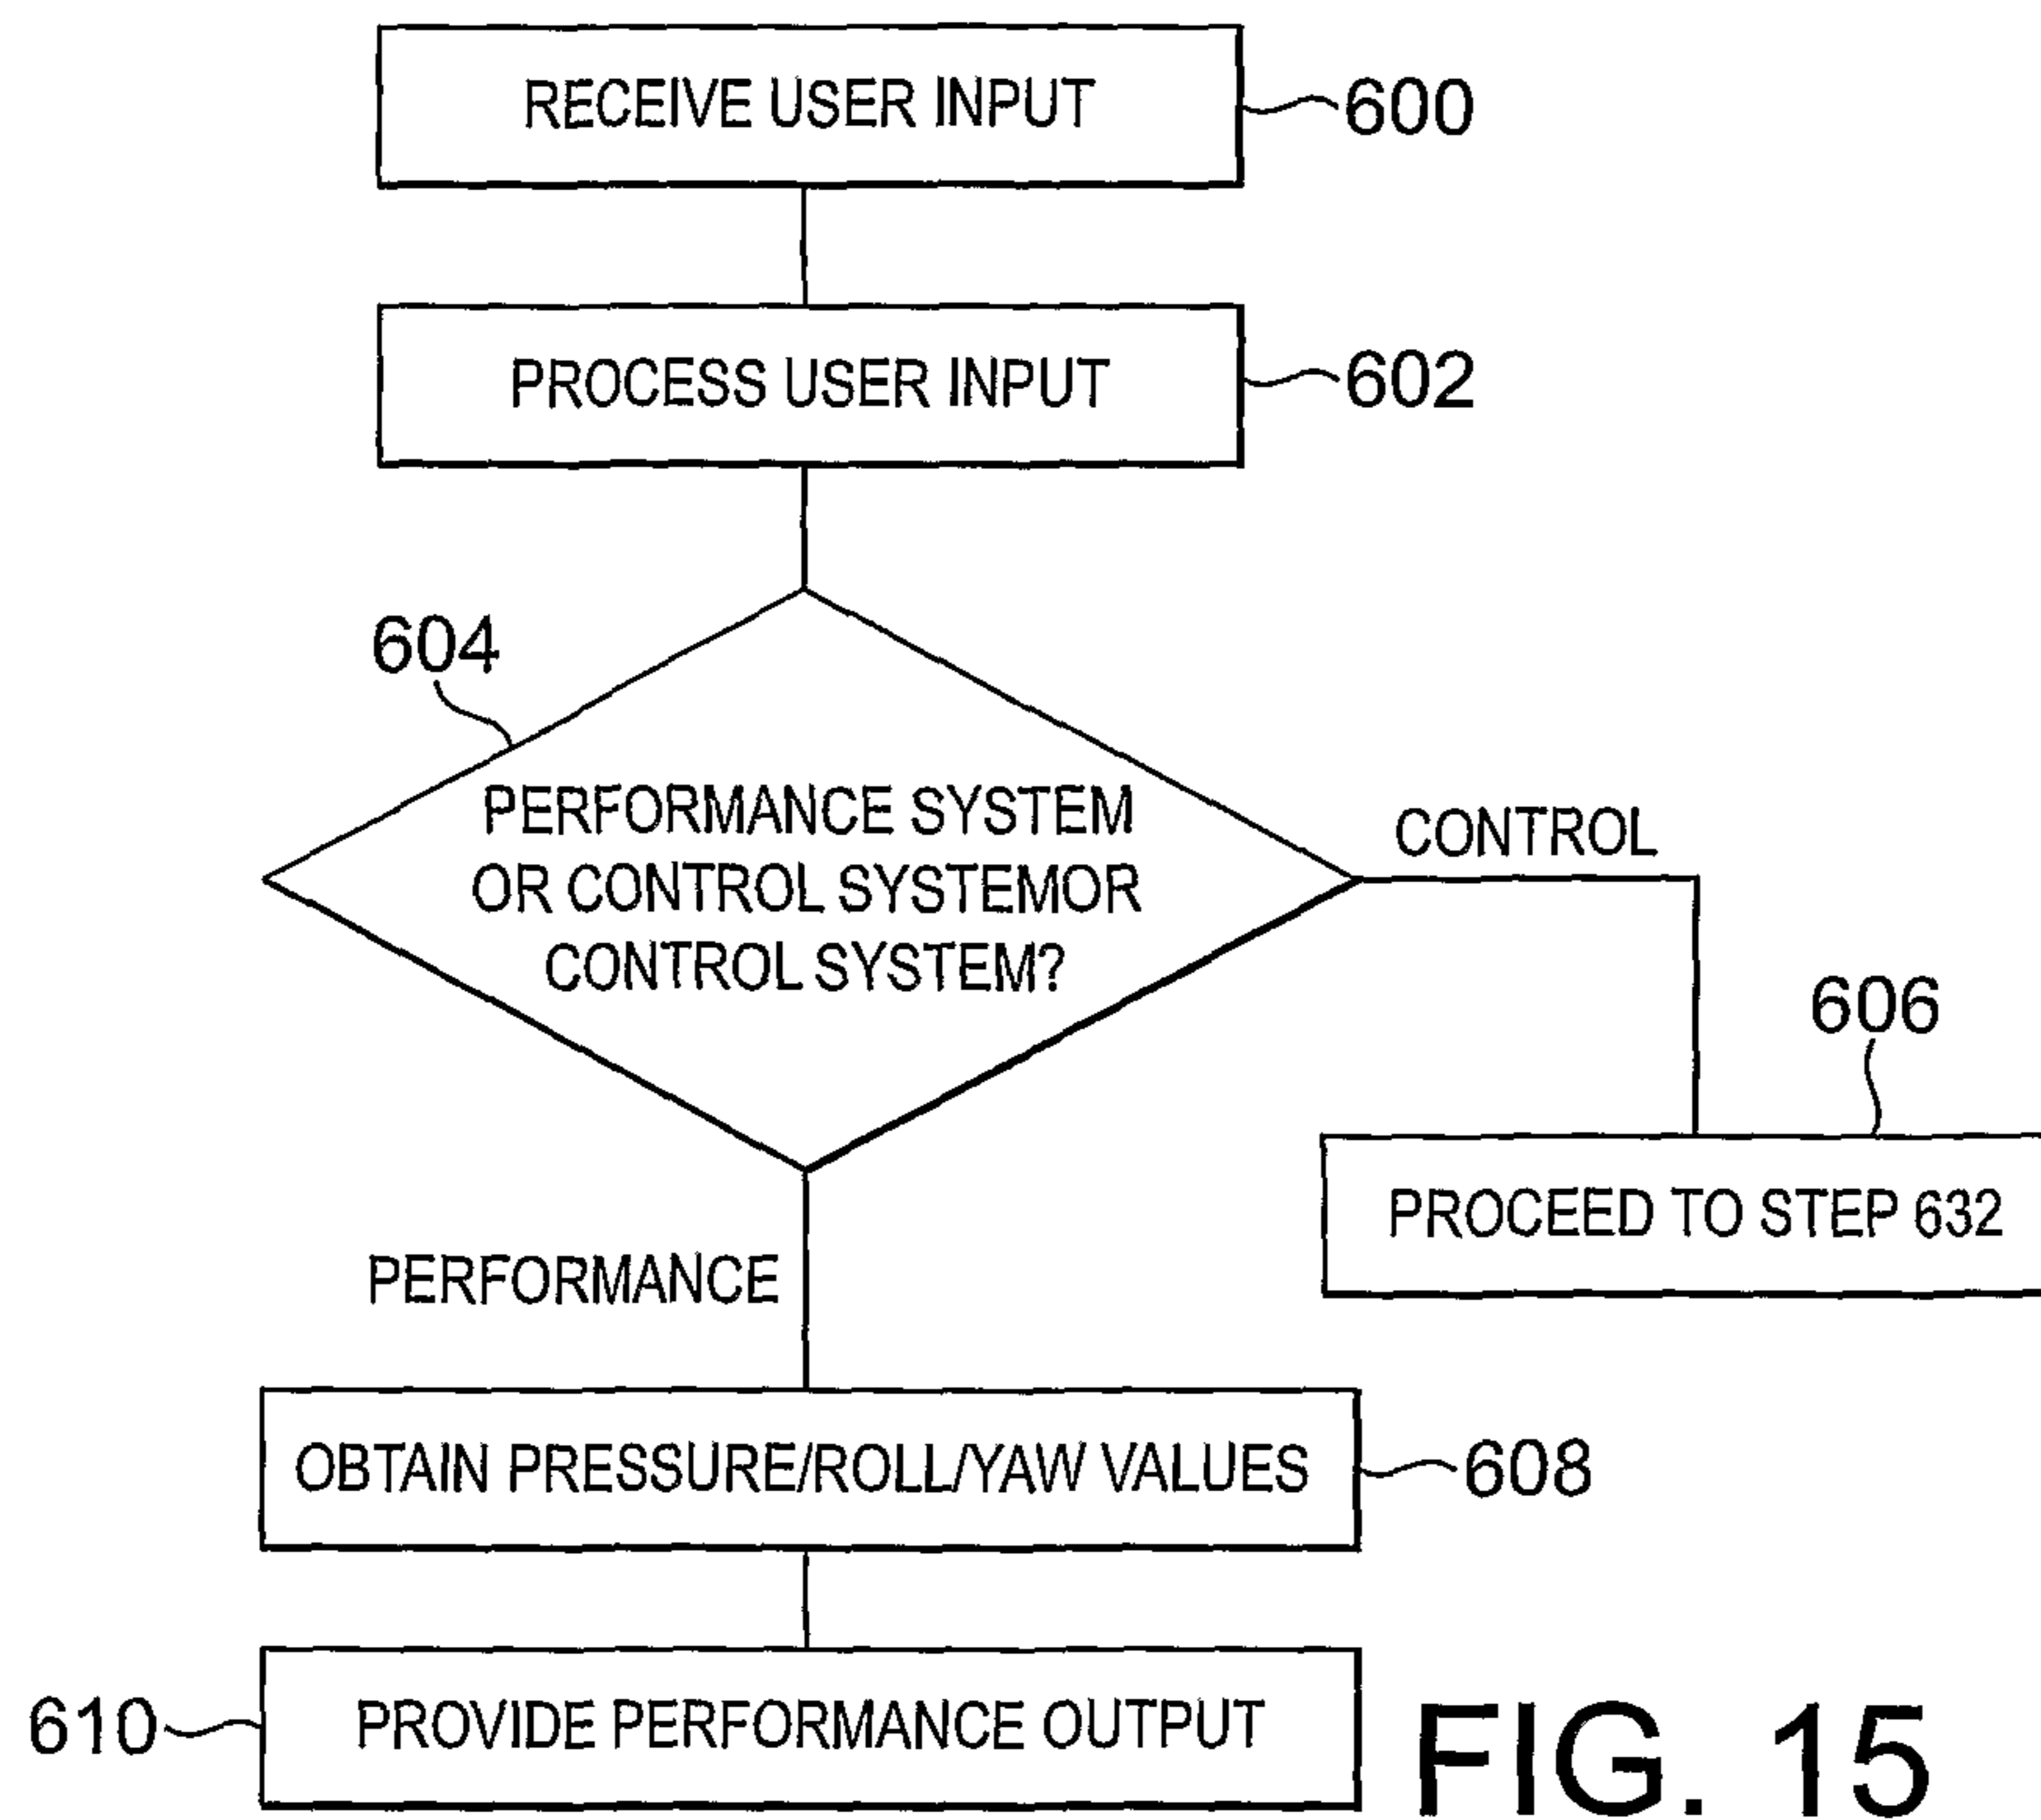 RECEIVE USER INPUT
600
PROCESS USER INPUT
602
604
PERFORMANCE SYSTEM
OR CONTROL SYSTEMOR
CONTROL SYSTEM?
CONTROL
606
PROCEED TO STEP 632
PERFORMANCE
OBTAIN PRESSURE/ROLL/YAW VALUES
608
610
PROVIDE PERFORMANCE OUTPUT
FIG. 15